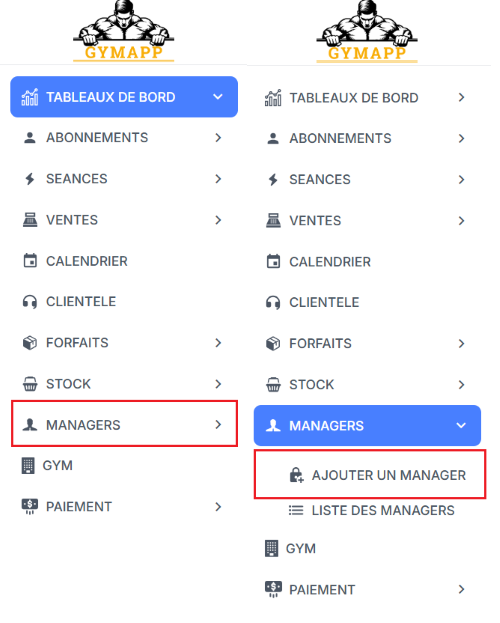 GYMAPP
TABLEAUX DE BORD
ABONNEMENTS
SEANCES
VENTES
CALENDRIER
CLIENTELE
FORFAITS
STOCK
MANAGERS
GYM
PAIEMENT
GYMAPP
TABLEAUX DE BORD
ABONNEMENTS
SEANCES
VENTES
CALENDRIER
CLIENTELE
FORFAITS
STOCK
MANAGERS
AJOUTER UN MANAGER
LISTE DES MANAGERS
GYM
PAIEMENT